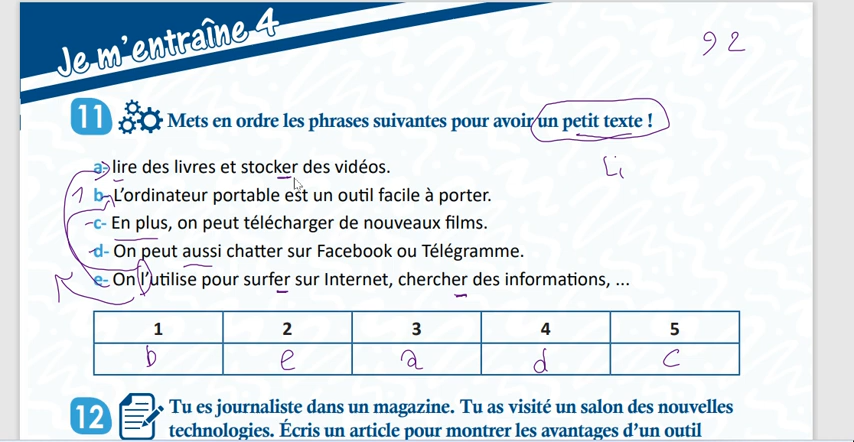 Je m'entraîne 4
92
11 Mets en ordre les phrases suivantes pour avoir un petit texte !
Li
a- lire des livres et stocker des vidéos.
1 b- L'ordinateur portable est un outil facile à porter.
c- En plus, on peut télécharger de nouveaux films.
d- On peut aussi chatter sur Facebook ou Télégramme.
e- On l'utilise pour surfer sur Internet, chercher des informations, ...
1 2 3 4 5
b e a d c
12 Tu es journaliste dans un magazine. Tu as visité un salon des nouvelles
technologies. Écris un article pour montrer les avantages d'un outil